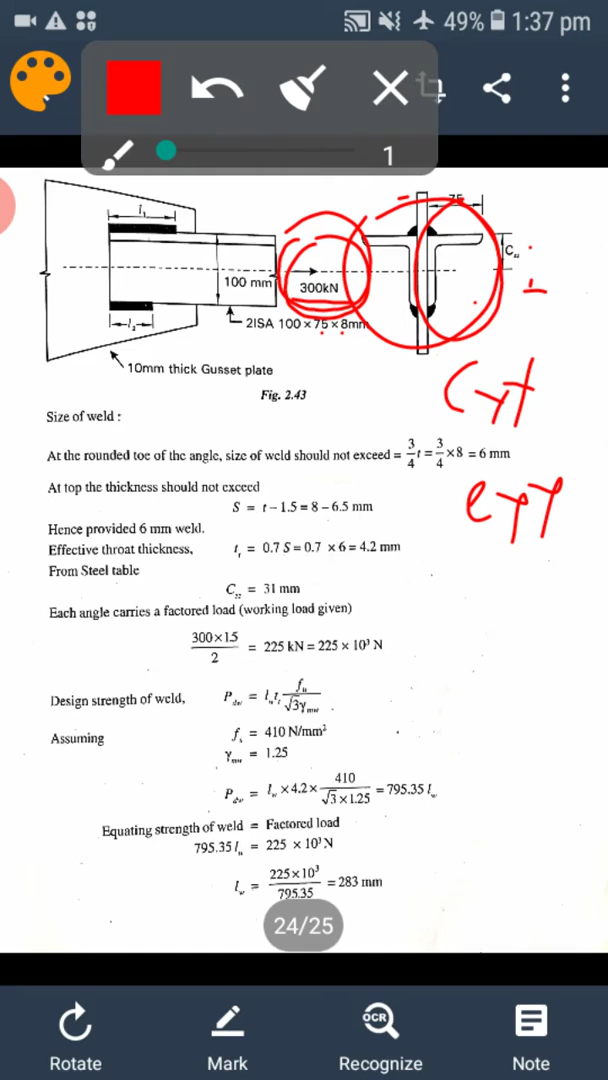 49% 1:37 pm
1
l₁
75
Czz
100 mm
300kN
l₂
2ISA 100 × 75 × 8mm
10mm thick Gusset plate
Fig. 2.43
Size of weld :
At the rounded toe of the angle, size of weld should not exceed = 3/4 t = 3/4 × 8 = 6 mm
At top the thickness should not exceed
S = t – 1.5 = 8 – 6.5 mm
Hence provided 6 mm weld.
Effective throat thickness, t_t = 0.7 S = 0.7 × 6 = 4.2 mm
From Steel table
Czz = 31 mm
Each angle carries a factored load (working load given)
300 × 1.5 / 2 = 225 kN = 225 × 10³ N
Design strength of weld, P_dw = l_w t_t f_u / √3γ_mw .
Assuming f_u = 410 N/mm²
γ_mw = 1.25
P_dw = l_w × 4.2 × 410 / √3 × 1.25 = 795.35 l_w
Equating strength of weld = Factored load
795.35 l_w = 225 × 10³ N
l_w = 225 × 10³ / 795.35 = 283 mm
24/25
Rotate Mark OCR Recognize Note